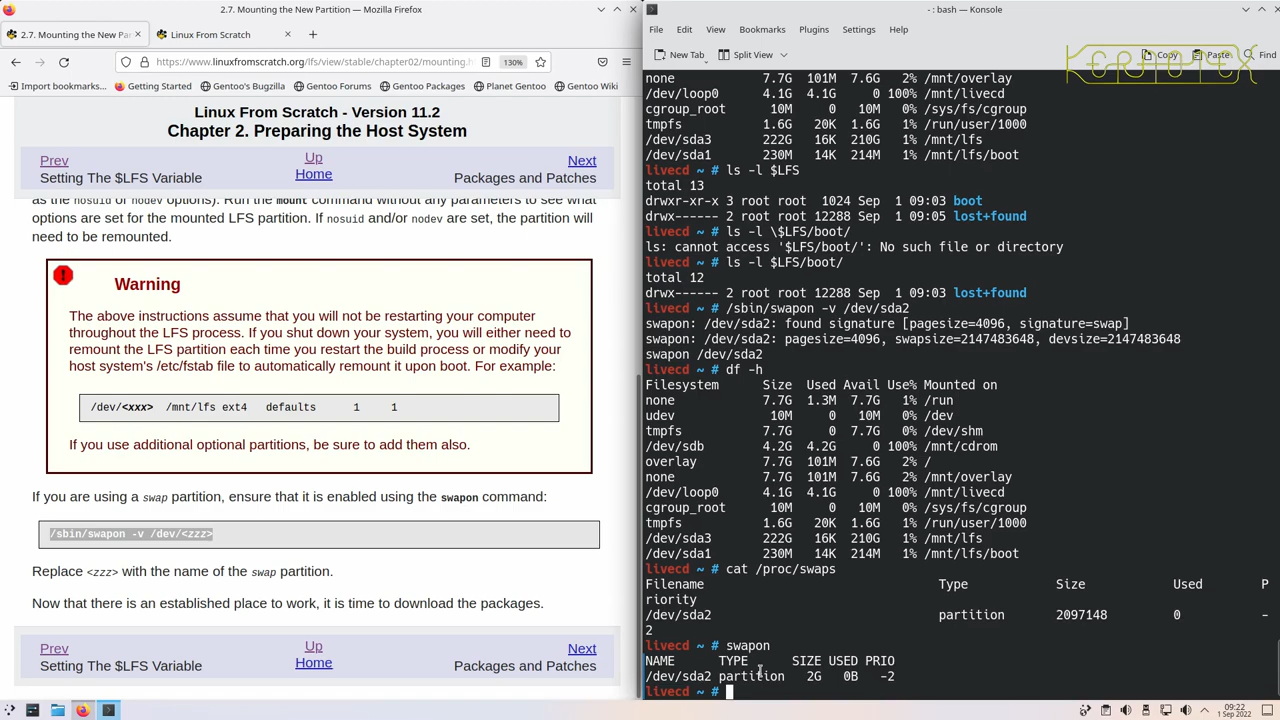 2.7. Mounting the New Partition — Mozilla Firefox
2.7. Mounting the New Par
Linux From Scratch
https://www.linuxfromscratch.org/lfs/view/stable/chapter02/mounting.h
130%
Import bookmarks...
Getting Started
Gentoo's Bugzilla
Gentoo Forums
Gentoo Packages
Planet Gentoo
Gentoo Wiki
Linux From Scratch - Version 11.2
Chapter 2. Preparing the Host System
Prev
Up
Next
Setting The $LFS Variable
Home
Packages and Patches
as the nosuid or nodev options). Run the mount command without any parameters to see what
options are set for the mounted LFS partition. If nosuid and/or nodev are set, the partition will
need to be remounted.
Warning
The above instructions assume that you will not be restarting your computer
throughout the LFS process. If you shut down your system, you will either need to
remount the LFS partition each time you restart the build process or modify your
host system's /etc/fstab file to automatically remount it upon boot. For example:
/dev/<xxx>  /mnt/lfs ext4   defaults      1     1
If you use additional optional partitions, be sure to add them also.
If you are using a swap partition, ensure that it is enabled using the swapon command:
/sbin/swapon -v /dev/<zzz>
Replace <zzz> with the name of the swap partition.
Now that there is an established place to work, it is time to download the packages.
Prev
Up
Next
Setting The $LFS Variable
Home
Packages and Patches
- : bash — Konsole
File Edit View Bookmarks Plugins Settings Help
New Tab
Split View
Copy
Paste
Find
KERNOTEX
none            7.7G  101M  7.6G   2% /mnt/overlay
/dev/loop0      4.1G  4.1G     0 100% /mnt/livecd
cgroup_root      10M     0   10M   0% /sys/fs/cgroup
tmpfs           1.6G   20K  1.6G   1% /run/user/1000
/dev/sda3       222G   16K  210G   1% /mnt/lfs
/dev/sda1       230M   14K  214M   1% /mnt/lfs/boot
livecd ~ # ls -l $LFS
total 13
drwxr-xr-x 3 root root  1024 Sep  1 09:03 boot
drwx------ 2 root root 12288 Sep  1 09:05 lost+found
livecd ~ # ls -l \$LFS/boot/
ls: cannot access '$LFS/boot/': No such file or directory
livecd ~ # ls -l $LFS/boot/
total 12
drwx------ 2 root root 12288 Sep  1 09:03 lost+found
livecd ~ # /sbin/swapon -v /dev/sda2
swapon: /dev/sda2: found signature [pagesize=4096, signature=swap]
swapon: /dev/sda2: pagesize=4096, swapsize=2147483648, devsize=2147483648
swapon /dev/sda2
livecd ~ # df -h
Filesystem      Size  Used Avail Use% Mounted on
none            7.7G  1.3M  7.7G   1% /run
udev             10M     0   10M   0% /dev
tmpfs           7.7G     0  7.7G   0% /dev/shm
/dev/sdb        4.2G  4.2G     0 100% /mnt/cdrom
overlay         7.7G  101M  7.6G   2% /
none            7.7G  101M  7.6G   2% /mnt/overlay
/dev/loop0      4.1G  4.1G     0 100% /mnt/livecd
cgroup_root      10M     0   10M   0% /sys/fs/cgroup
tmpfs           1.6G   20K  1.6G   1% /run/user/1000
/dev/sda3       222G   16K  210G   1% /mnt/lfs
/dev/sda1       230M   14K  214M   1% /mnt/lfs/boot
livecd ~ # cat /proc/swaps
Filename                                Type            Size            Used            P
riority
/dev/sda2                               partition       2097148         0               -
2
livecd ~ # swapon
NAME      TYPE      SIZE USED PRIO
/dev/sda2 partition   2G   0B   -2
livecd ~ #
09:22
1 Sep 2022